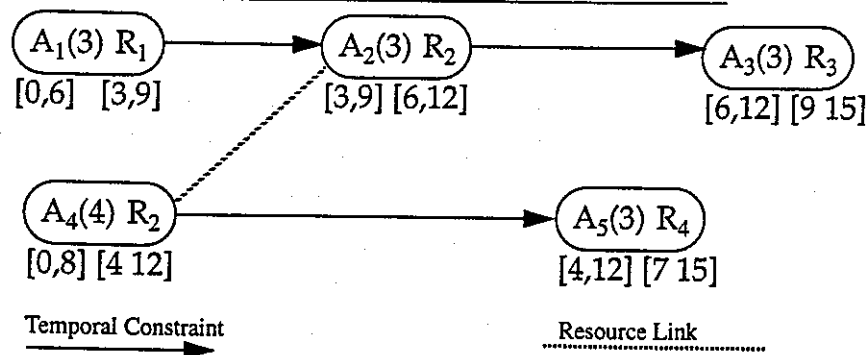 A₁(3) R₁
A₂(3) R₂
A₃(3) R₃
[0,6] [3,9]
[3,9] [6,12]
[6,12] [9 15]
A₄(4) R₂
A₅(3) R₄
[0,8] [4 12]
[4,12] [7 15]
Temporal Constraint
Resource Link